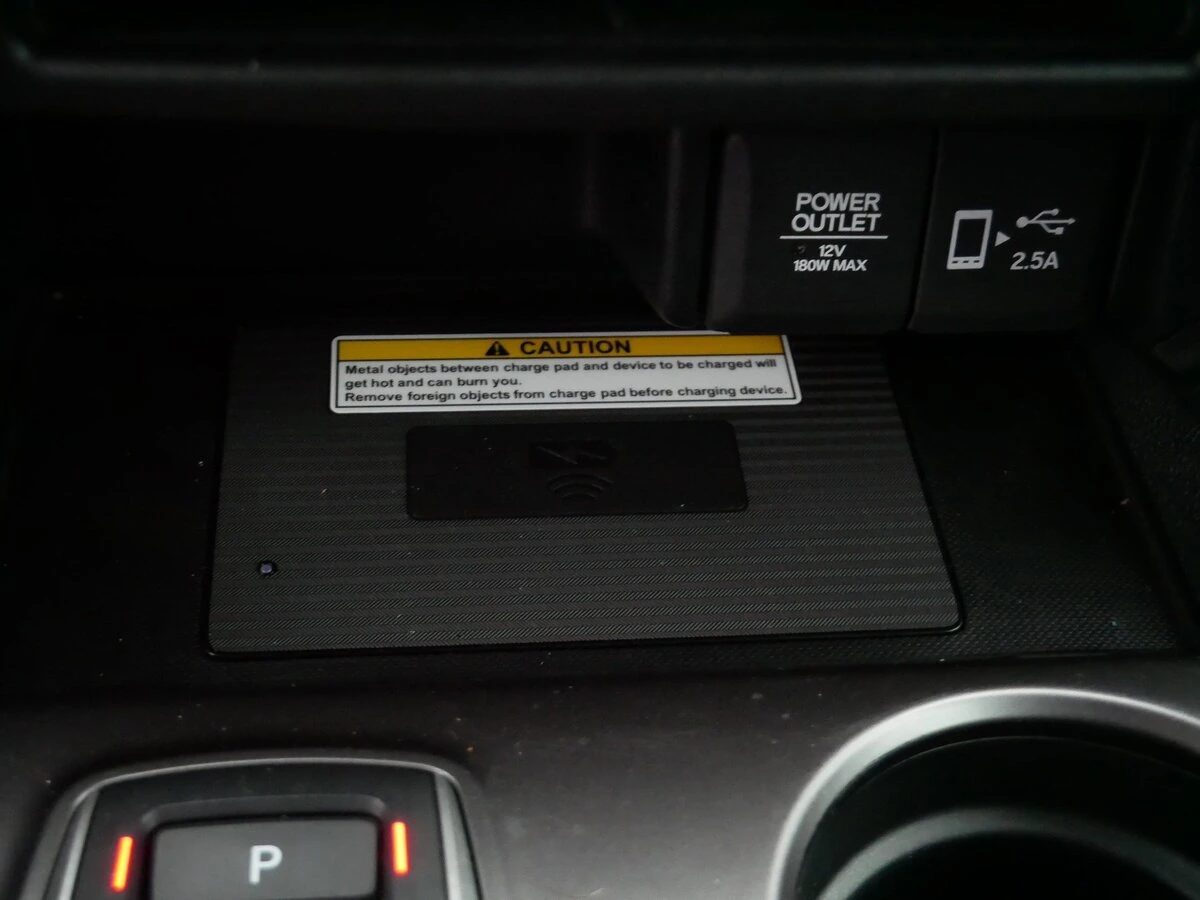 POWER
OUTLET
12V
180W MAX
2.5A
CAUTION
Metal objects between charge pad and device to be charged will
get hot and can burn you.
Remove foreign objects from charge pad before charging device.
P